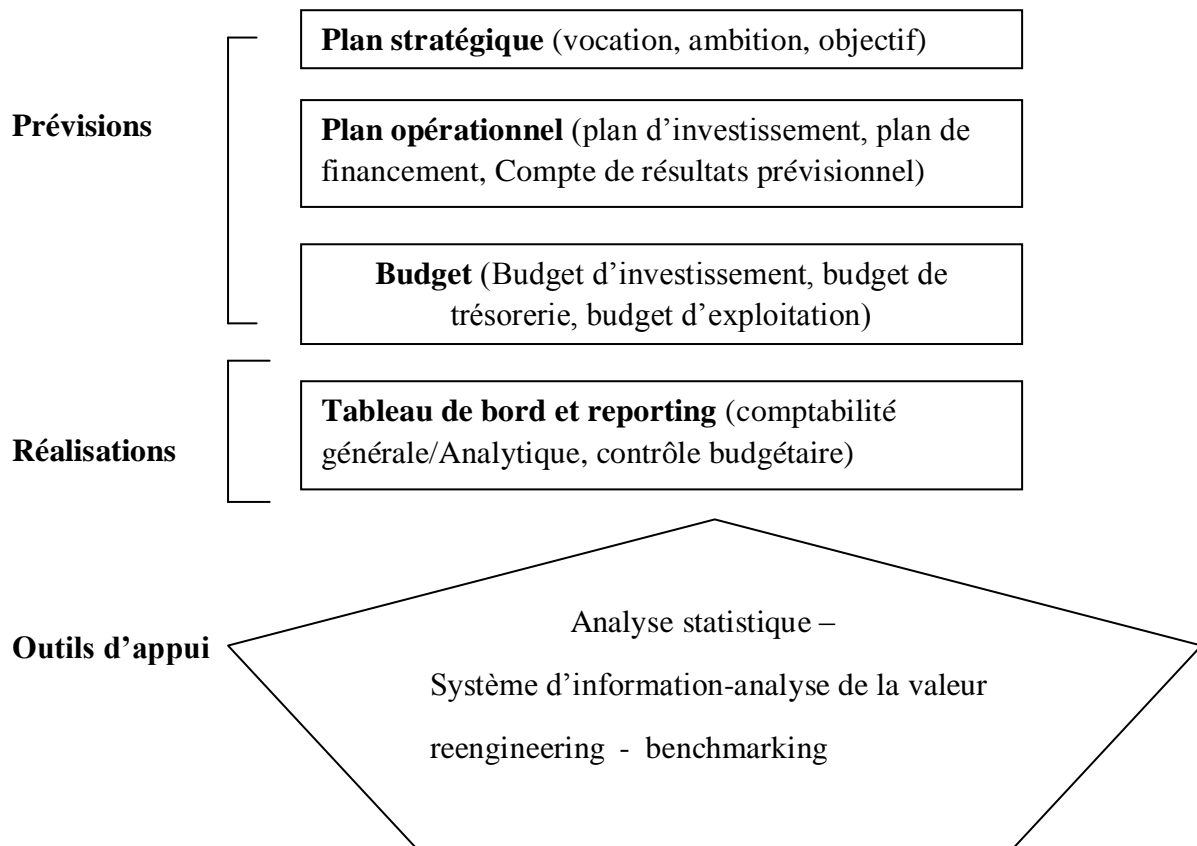 Plan stratégique (vocation, ambition, objectif)
Prévisions
Plan opérationnel (plan d’investissement, plan de
financement, Compte de résultats prévisionnel)
Budget (Budget d’investissement, budget de
trésorerie, budget d’exploitation)
Réalisations
Tableau de bord et reporting (comptabilité
générale/Analytique, contrôle budgétaire)
Outils d’appui
Analyse statistique –
Système d’information-analyse de la valeur
reengineering - benchmarking